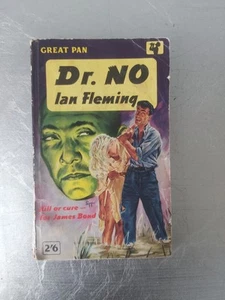 GREAT PAN
Dr. NO
Ian Fleming
Kill or cure —
for James Bond
2'6